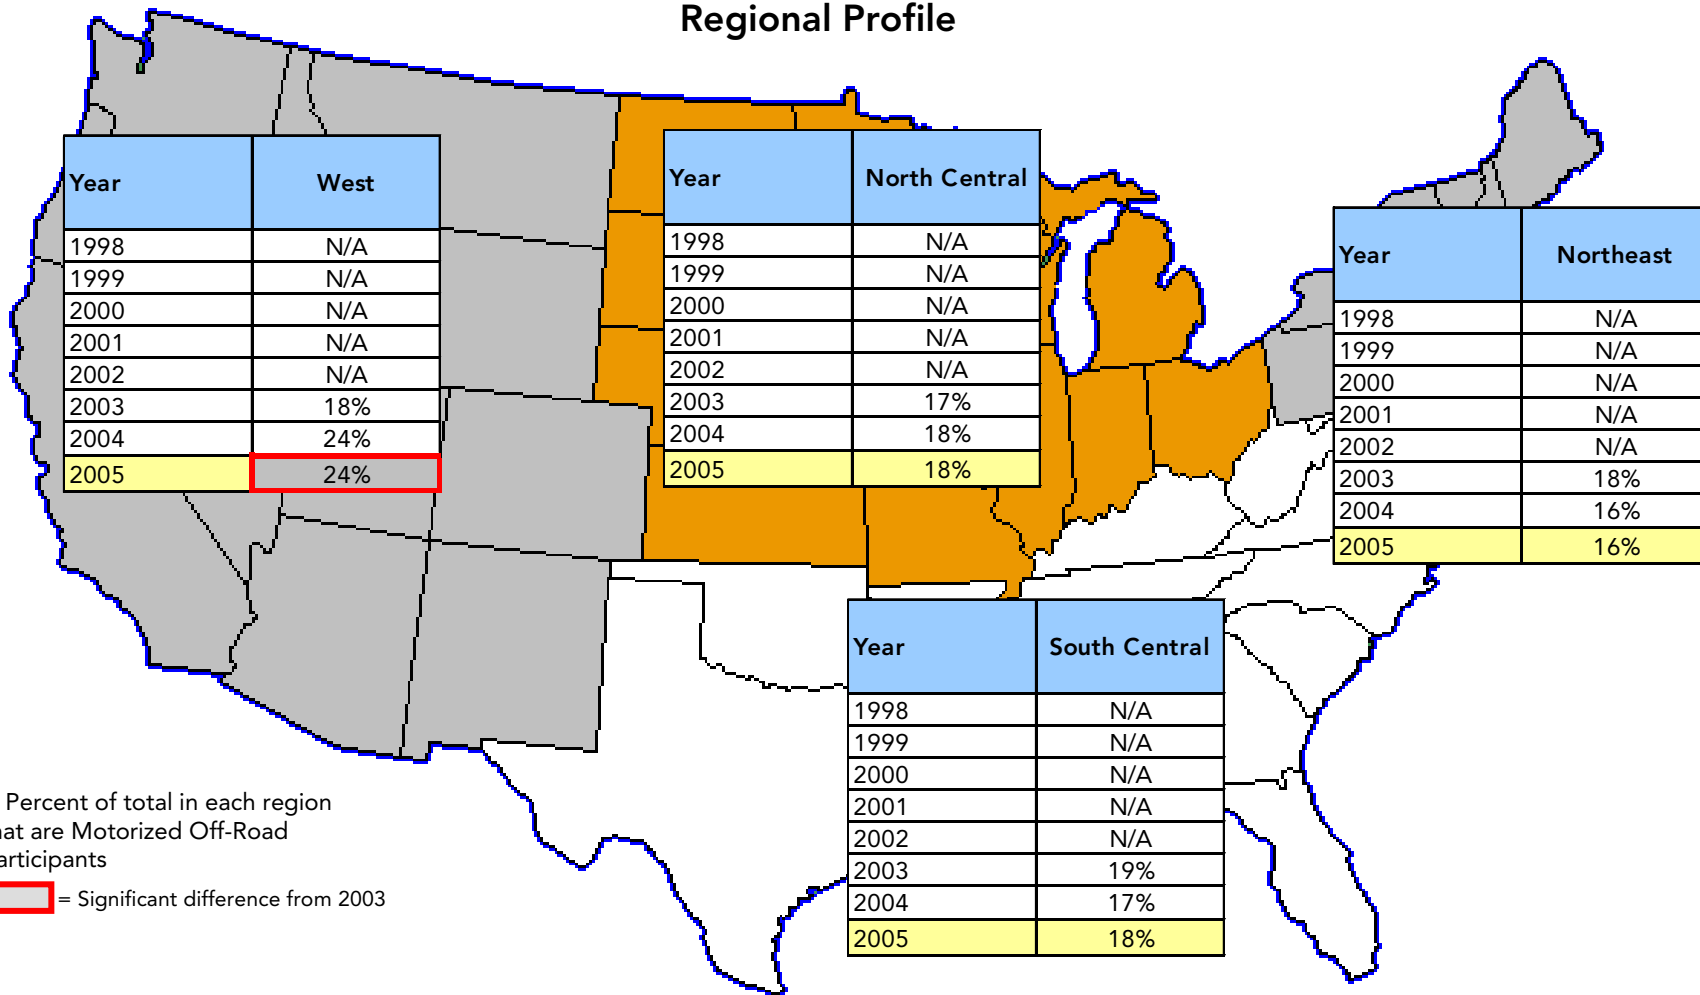 Regional Profile
Year West
1998 N/A
1999 N/A
2000 N/A
2001 N/A
2002 N/A
2003 18%
2004 24%
2005 24%
Year North Central
1998 N/A
1999 N/A
2000 N/A
2001 N/A
2002 N/A
2003 17%
2004 18%
2005 18%
Year Northeast
1998 N/A
1999 N/A
2000 N/A
2001 N/A
2002 N/A
2003 18%
2004 16%
2005 16%
Year South Central
1998 N/A
1999 N/A
2000 N/A
2001 N/A
2002 N/A
2003 19%
2004 17%
2005 18%
Percent of total in each region
hat are Motorized Off-Road
articipants
= Significant difference from 2003